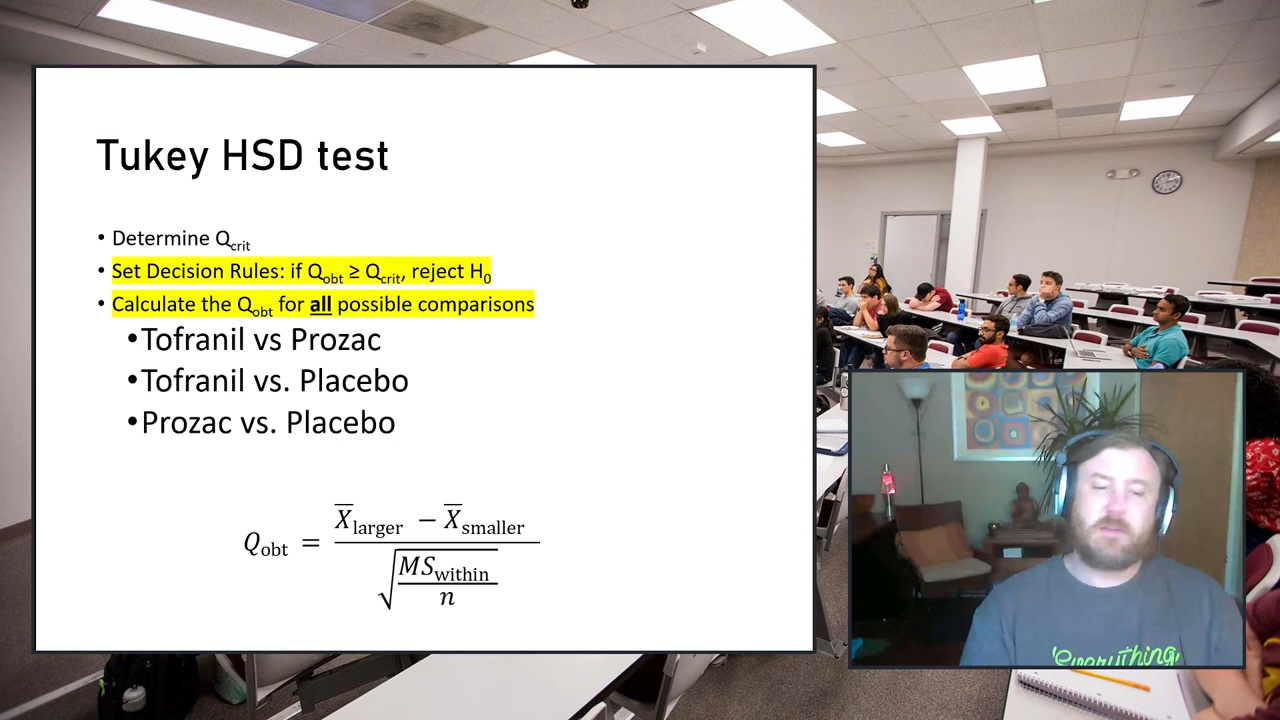 Tukey HSD test
• Determine Qcrit
• Set Decision Rules: if Qobt ≥ Qcrit, reject H0
• Calculate the Qobt for all possible comparisons
•Tofranil vs Prozac
•Tofranil vs. Placebo
•Prozac vs. Placebo
X̅larger − X̅smaller
Qobt =
√MSwithin
n
everything